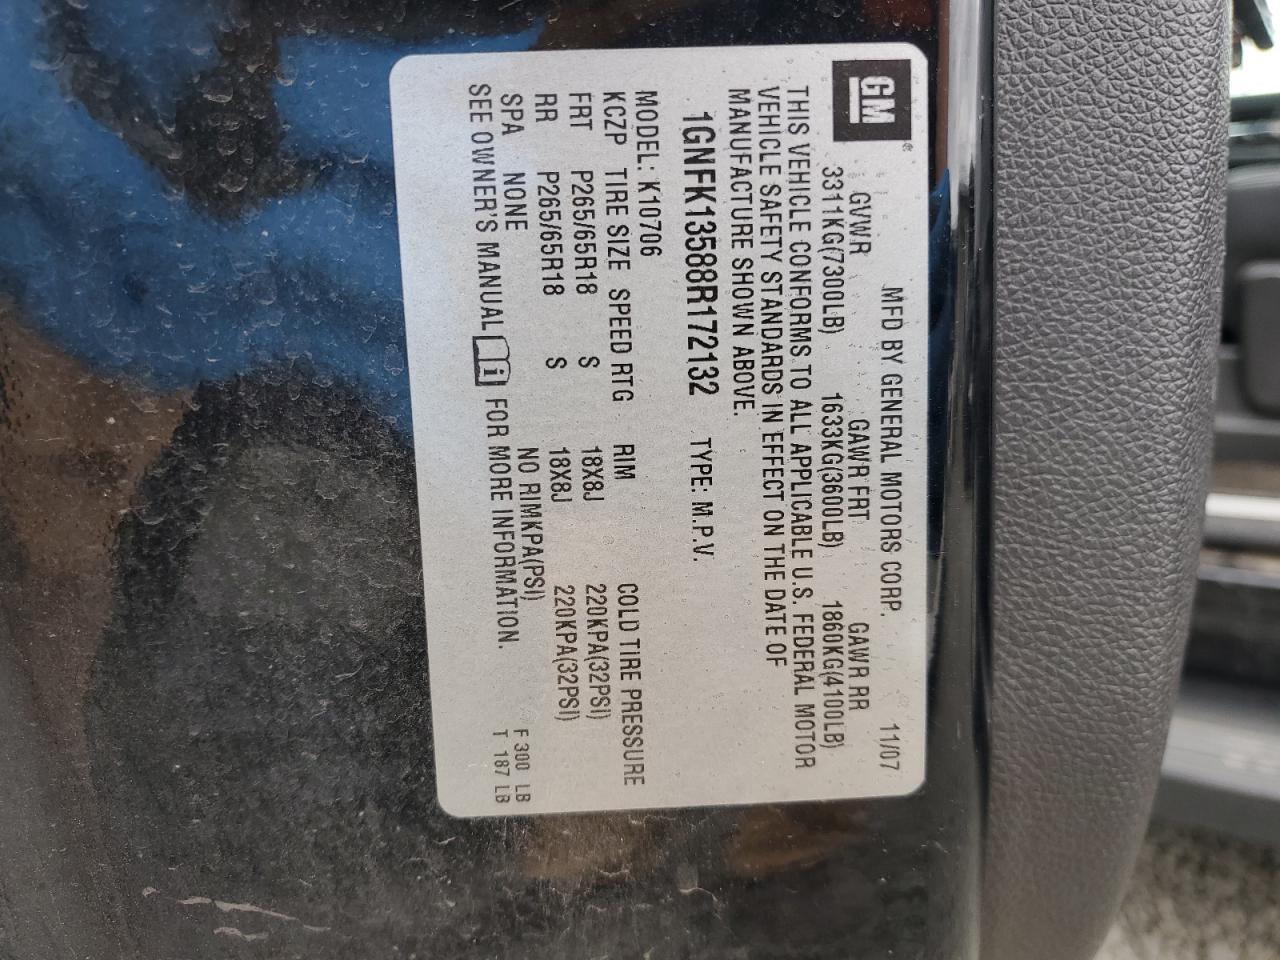 GM
MFD BY GENERAL MOTORS CORP. 11/07
GVWR GAWR FRT GAWR RR
3311KG(7300LB) 1633KG(3600LB) 1860KG(4100LB)
THIS VEHICLE CONFORMS TO ALL APPLICABLE U.S. FEDERAL MOTOR
VEHICLE SAFETY STANDARDS IN EFFECT ON THE DATE OF
MANUFACTURE SHOWN ABOVE.
1GNFK13588R172132 TYPE: M.P.V.
MODEL: K10706
KCZP TIRE SIZE SPEED RTG RIM COLD TIRE PRESSURE
FRT P265/65R18 S 18X8J 220KPA(32PSI)
RR P265/65R18 S 18X8J 220KPA(32PSI)
SPA NONE NO RIMKPA(PSI) F 300 LB
SEE OWNER'S MANUAL i FOR MORE INFORMATION. T 187 LB